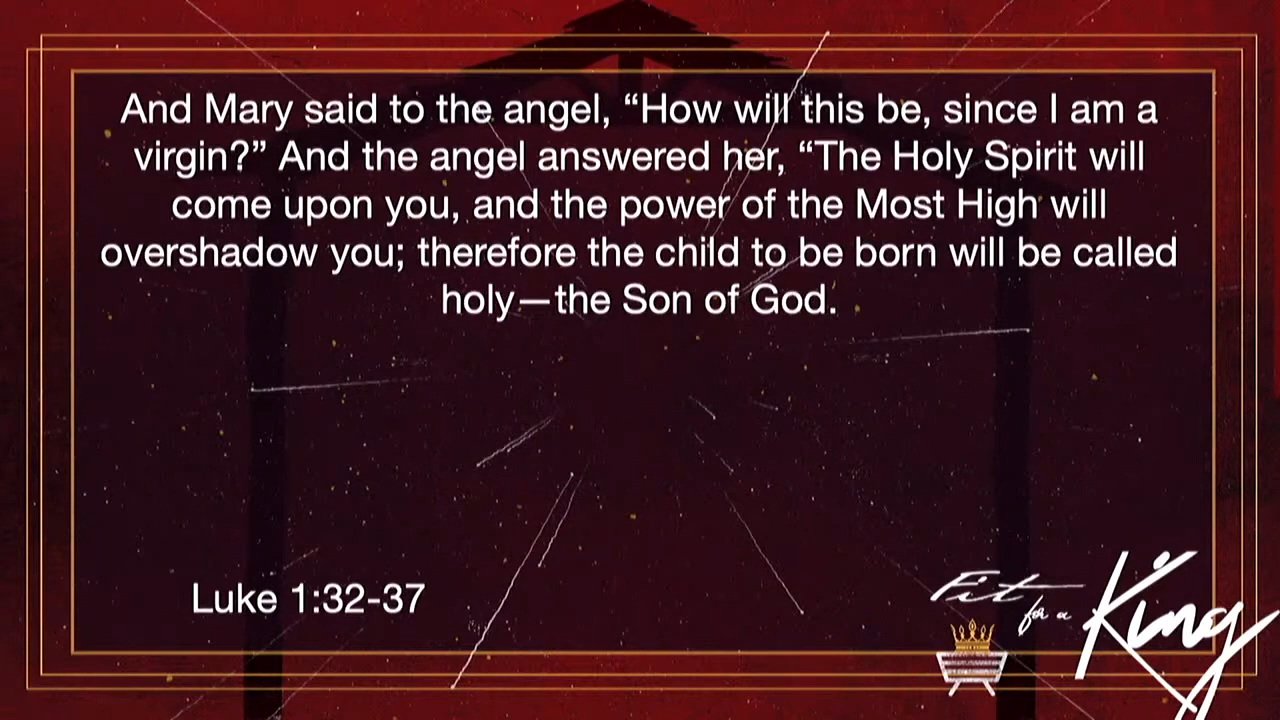 And Mary said to the angel, “How will this be, since I am a
virgin?” And the angel answered her, “The Holy Spirit will
come upon you, and the power of the Most High will
overshadow you; therefore the child to be born will be called
holy—the Son of God.
Luke 1:32-37
Fit
for a
King